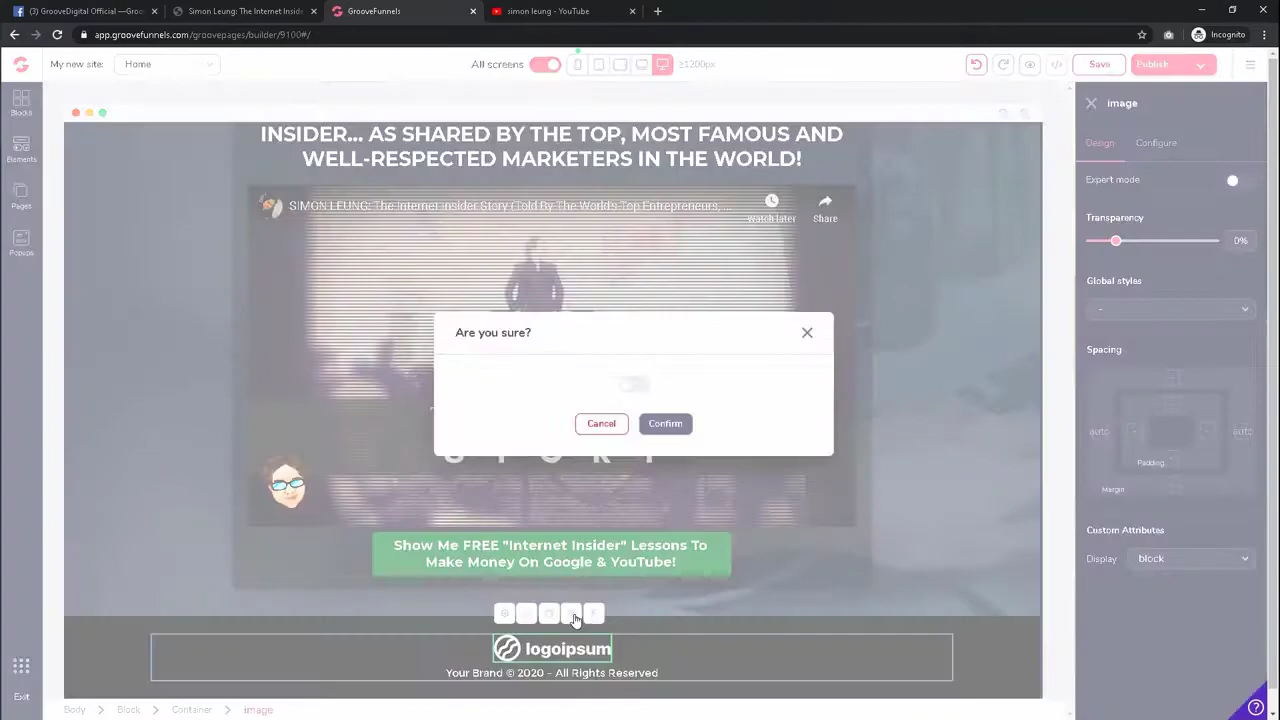 (3) GrooveDigital Official —Groo
Simon Leung: The Internet Inside
GrooveFunnels
simon leung - YouTube
app.groovefunnels.com/groovepages/builder/9100#/
Incognito
My new site:
Home
All screens
≥1200px
Save
Publish
Blocks
Elements
Pages
Popups
Exit
INSIDER... AS SHARED BY THE TOP, MOST FAMOUS AND
WELL-RESPECTED MARKETERS IN THE WORLD!
SIMON LEUNG: The Internet Insider Story (Told By The World's Top Entrepreneurs,...
Watch later
Share
Are you sure?
Cancel
Confirm
STORY
Show Me FREE "Internet Insider" Lessons To
Make Money On Google & YouTube!
logoipsum
Your Brand © 2020 - All Rights Reserved
Body
Block
Container
image
image
Design
Configure
Expert mode
Transparency
0%
Global styles
-
Spacing
auto
auto
Padding
Margin
Custom Attributes
Display
block